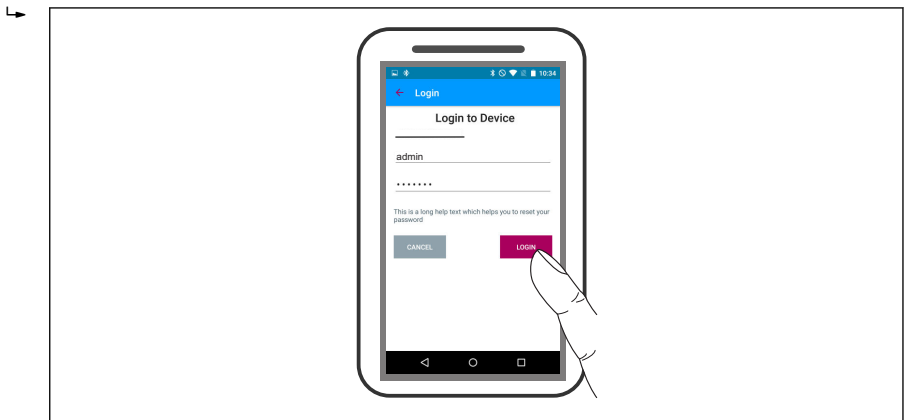 10:34
Login
Login to Device
admin
•••••••
This is a long help text which helps you to reset your
password
CANCEL
LOGIN